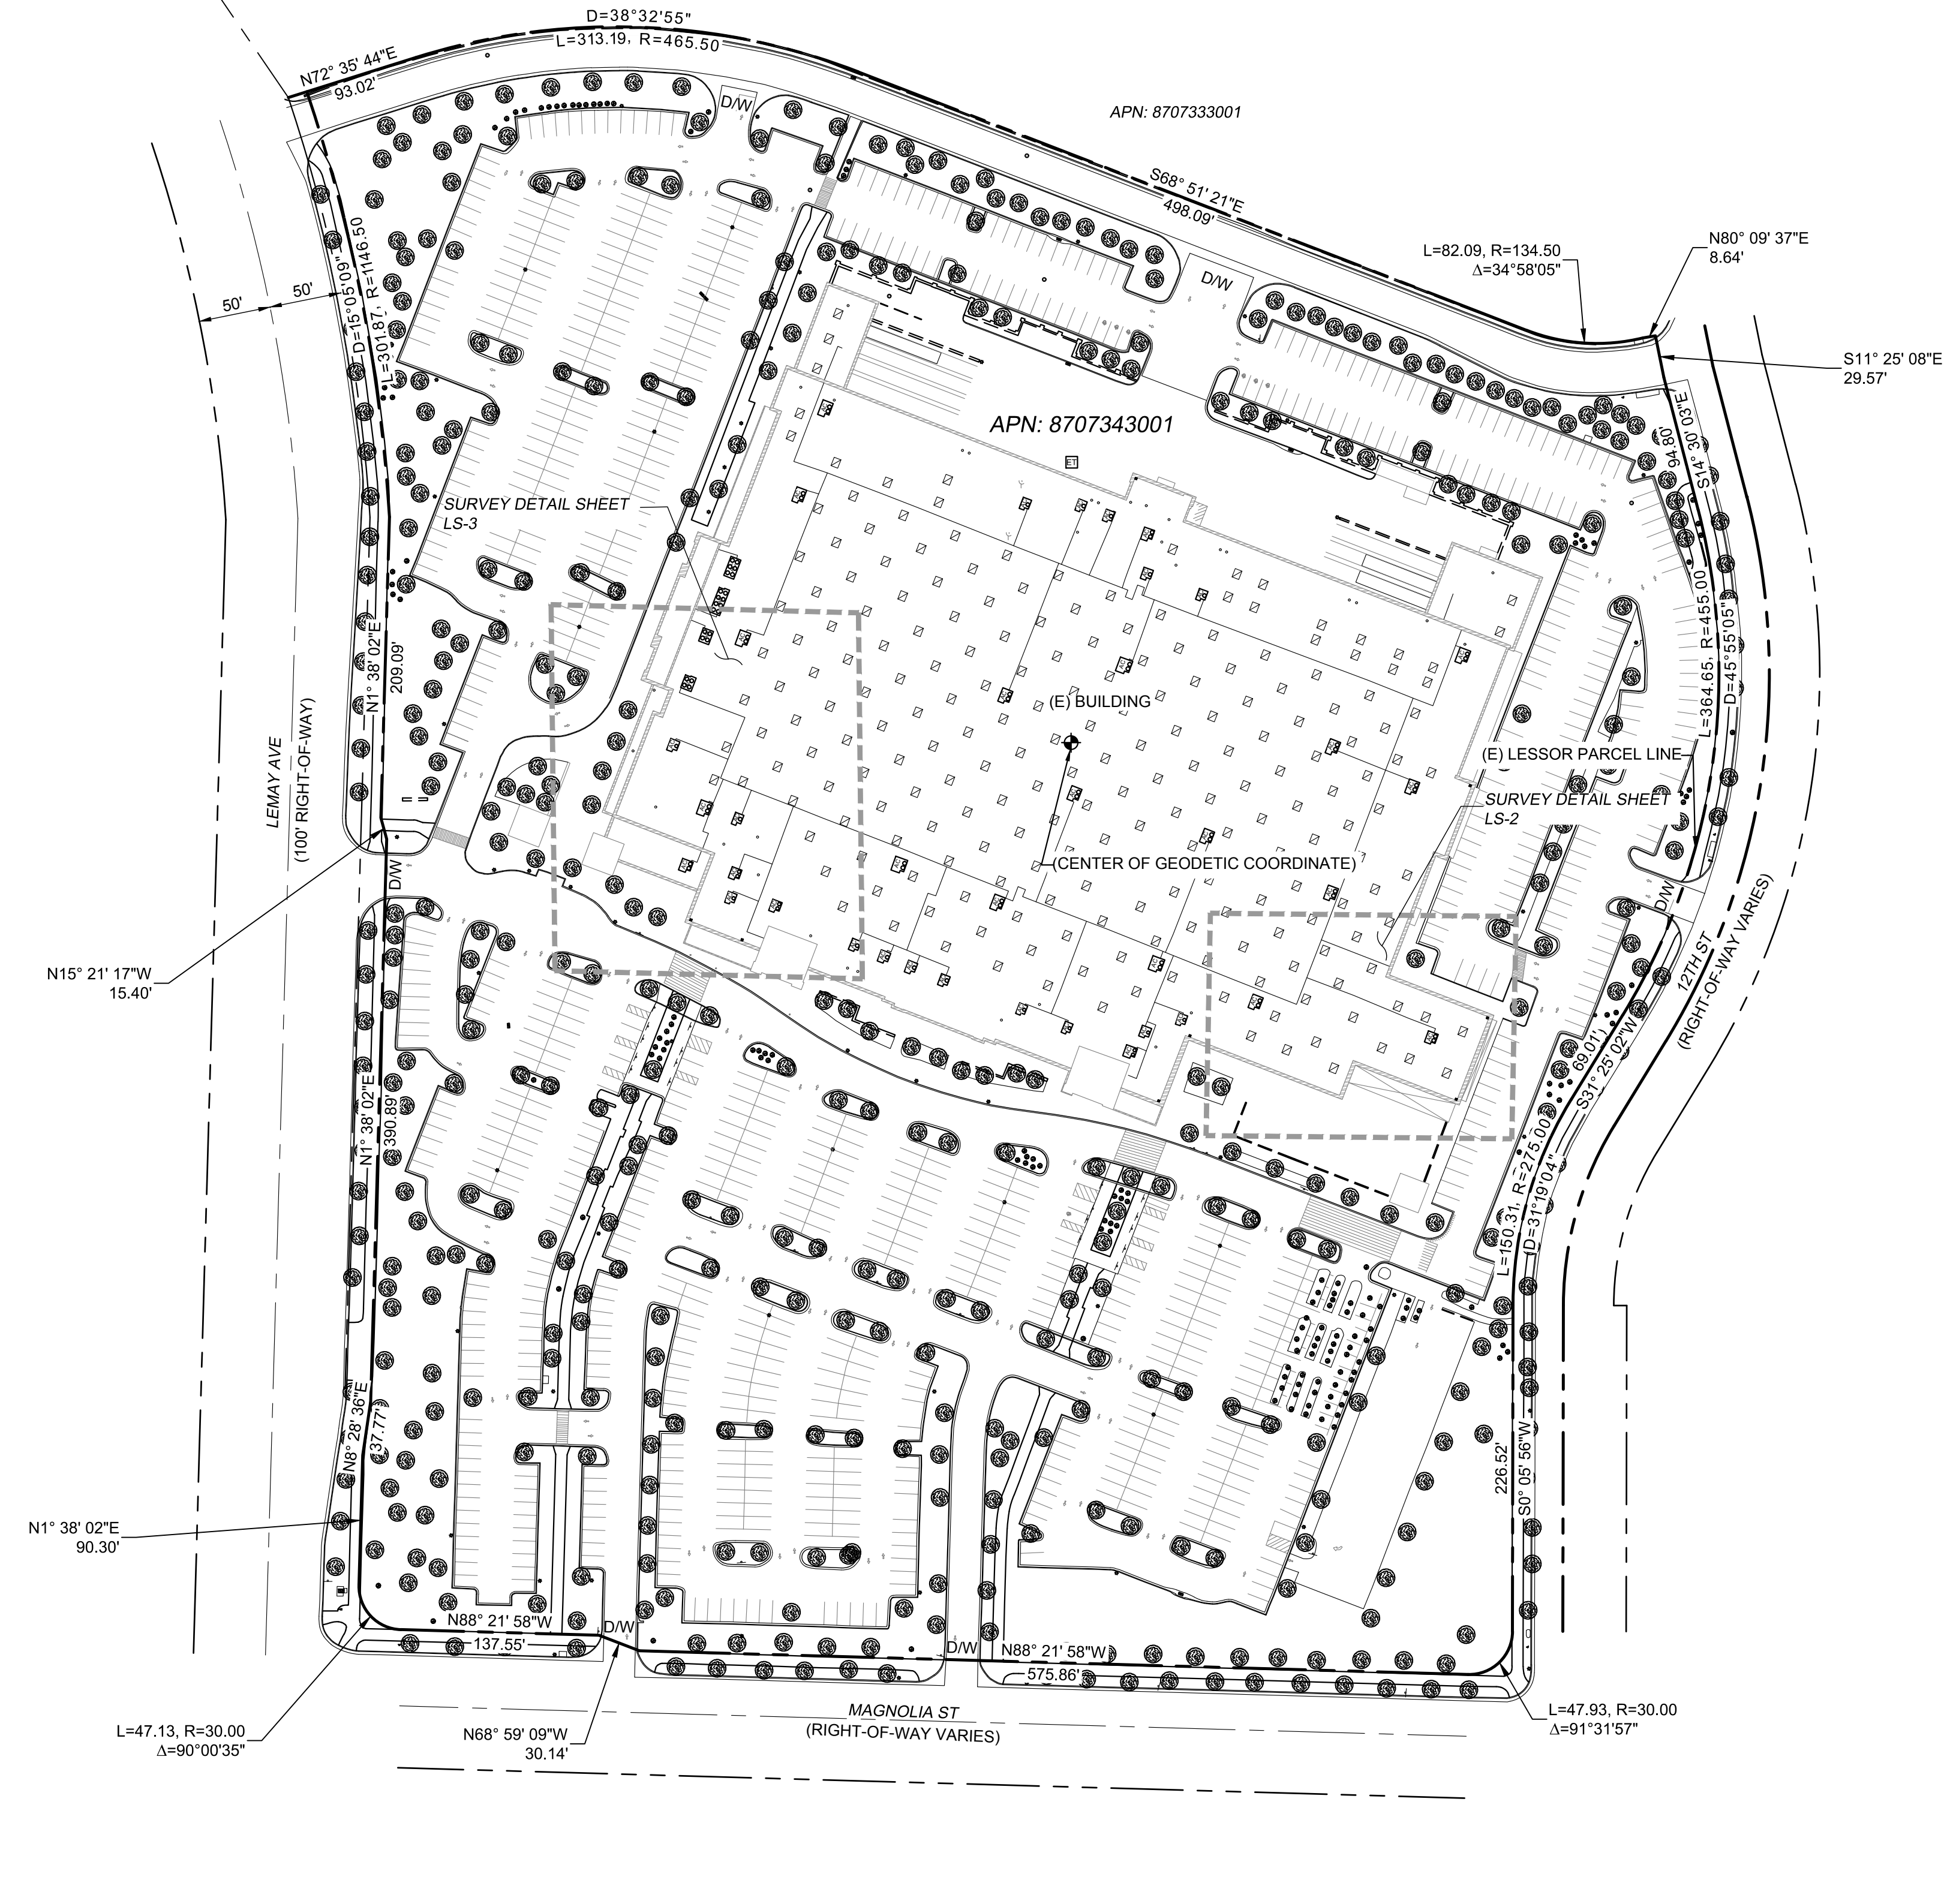 D=38°32'55"
L=313.19, R=465.50
N72° 35' 44"E
93.02'
D/W
APN: 8707333001
S68° 51' 21"E
498.09'
L=82.09, R=134.50
Δ=34°58'05"
N80° 09' 37"E
8.64'
S11° 25' 08"E
29.57'
D/W
50'
50'
D=15°05'09"
L=301.87, R=1146.50
APN: 8707343001
ET
S14° 30' 03"E
94.80'
SURVEY DETAIL SHEET
LS-3
L=364.65, R=455.00
D=45°55'05"
N1° 38' 02"E
209.09'
(E) BUILDING
(E) LESSOR PARCEL LINE
SURVEY DETAIL SHEET
LS-2
LEMAY AVE
(100' RIGHT-OF-WAY)
(CENTER OF GEODETIC COORDINATE)
D/W
D/W
12TH ST
(RIGHT-OF-WAY VARIES)
N15° 21' 17"W
15.40'
69.01'
S31° 25' 02"W
N1° 38' 02"E
390.89'
L=150.31, R=275.00
D=31°19'04"
N8° 28' 36"E
137.77'
226.52'
S0° 05' 56"W
N1° 38' 02"E
90.30'
N88° 21' 58"W
137.55'
D/W
D/W
N88° 21' 58"W
575.86'
L=47.13, R=30.00
Δ=90°00'35"
N68° 59' 09"W
30.14'
MAGNOLIA ST
(RIGHT-OF-WAY VARIES)
L=47.93, R=30.00
Δ=91°31'57"